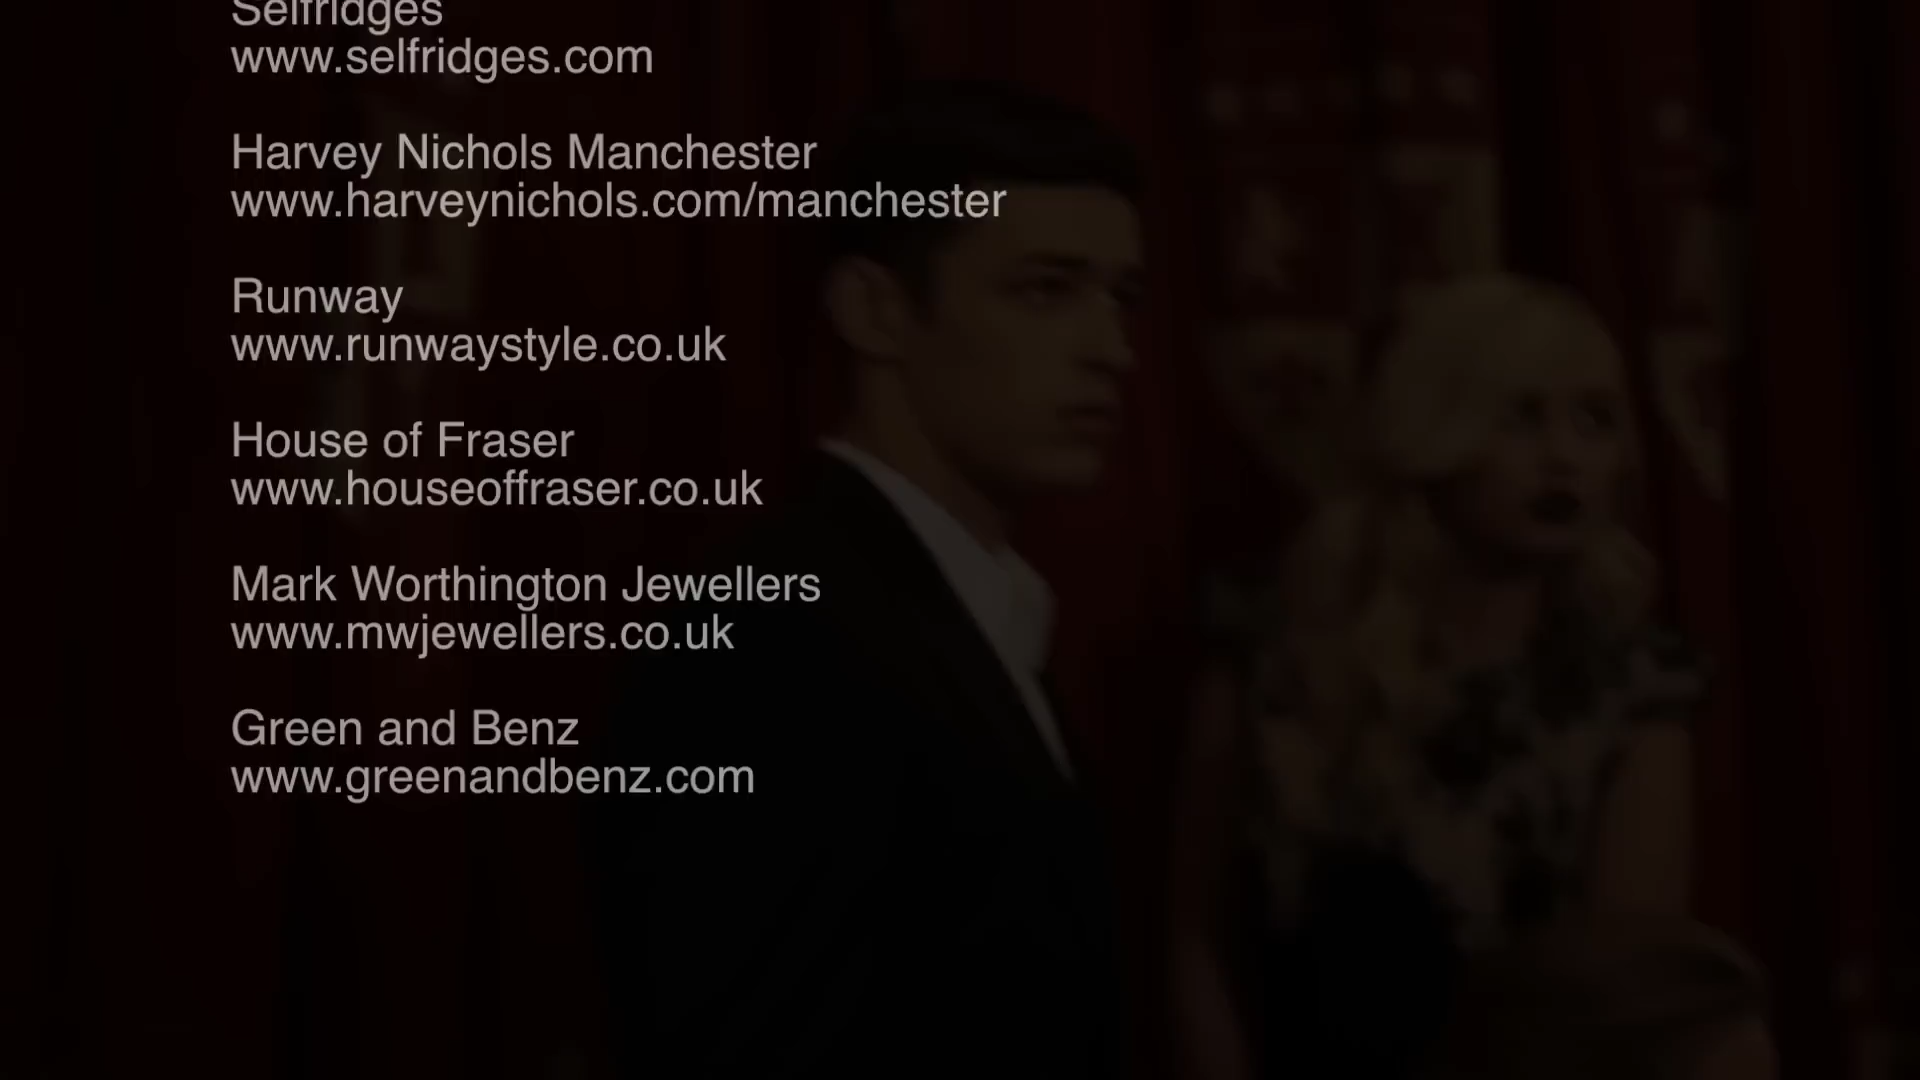 Selfridges
www.selfridges.com
Harvey Nichols Manchester
www.harveynichols.com/manchester
Runway
www.runwaystyle.co.uk
House of Fraser
www.houseoffraser.co.uk
Mark Worthington Jewellers
www.mwjewellers.co.uk
Green and Benz
www.greenandbenz.com